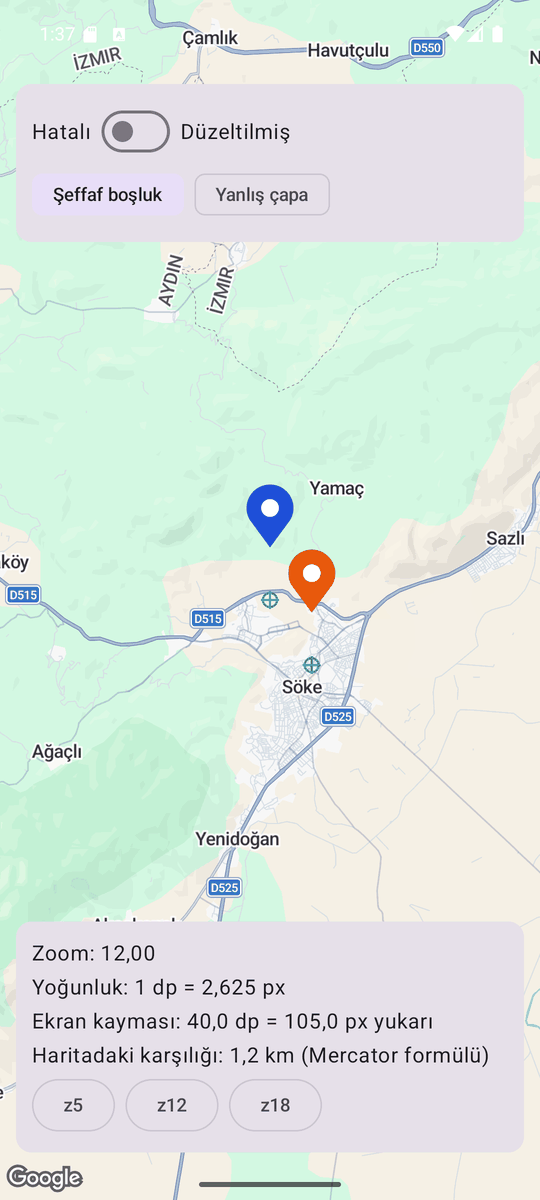 1:37
Çamlık
İZMIR
Havutçulu
D550
N
Hatalı
Düzeltilmiş
Şeffaf boşluk
Yanlış çapa
AYDIN
İZMIR
Yamaç
Sazlı
köy
D515
D515
Söke
D525
Ağaçlı
Yenidoğan
D525
Zoom: 12,00
Yoğunluk: 1 dp = 2,625 px
Ekran kayması: 40,0 dp = 105,0 px yukarı
Haritadaki karşılığı: 1,2 km (Mercator formülü)
z5
z12
z18
Google